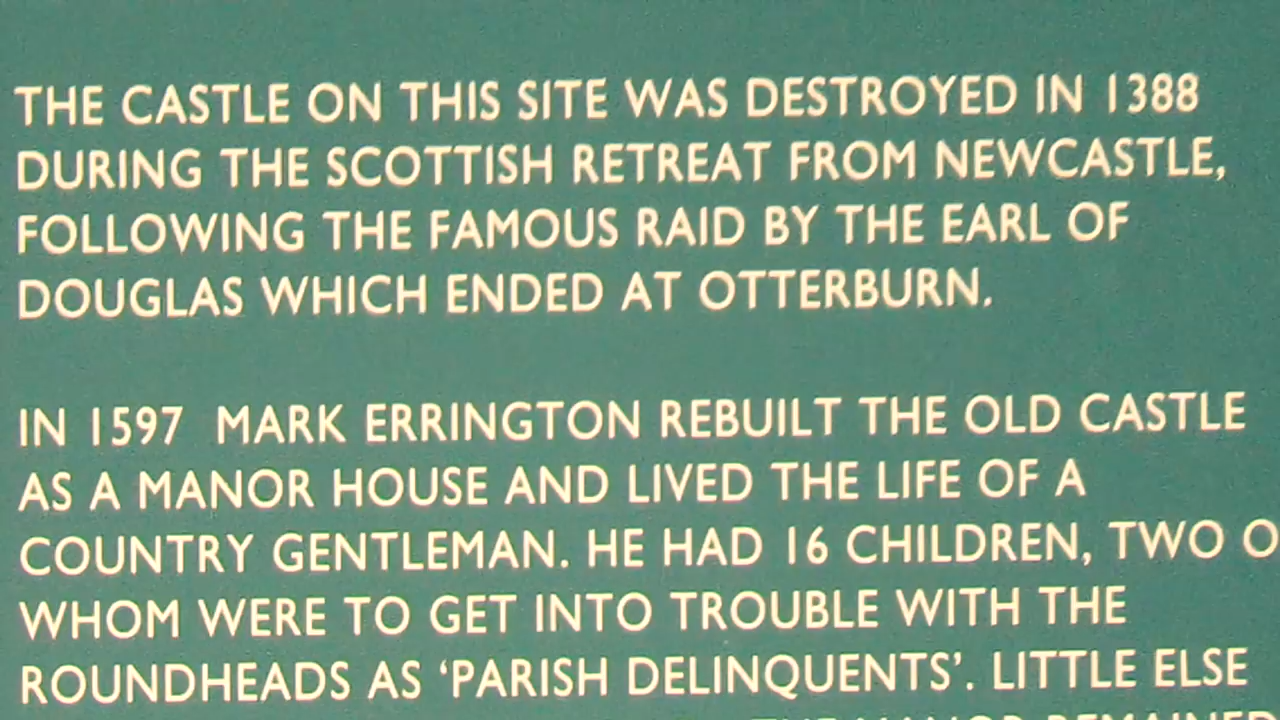 THE CASTLE ON THIS SITE WAS DESTROYED IN 1388
DURING THE SCOTTISH RETREAT FROM NEWCASTLE,
FOLLOWING THE FAMOUS RAID BY THE EARL OF
DOUGLAS WHICH ENDED AT OTTERBURN.
IN 1597 MARK ERRINGTON REBUILT THE OLD CASTLE
AS A MANOR HOUSE AND LIVED THE LIFE OF A
COUNTRY GENTLEMAN. HE HAD 16 CHILDREN, TWO O
WHOM WERE TO GET INTO TROUBLE WITH THE
ROUNDHEADS AS ‘PARISH DELINQUENTS’. LITTLE ELSE
THE MANOR REMAINED